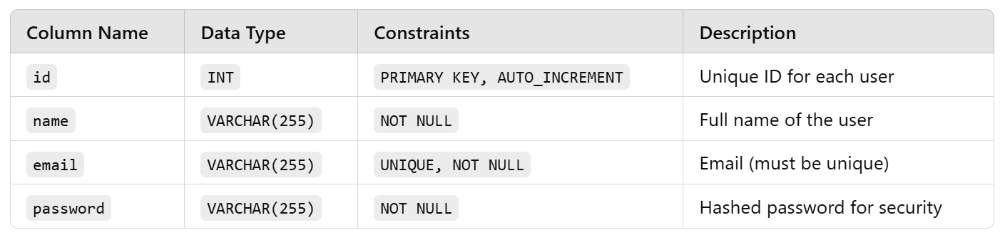 Column Name Data Type Constraints Description
id INT PRIMARY KEY, AUTO_INCREMENT Unique ID for each user
name VARCHAR(255) NOT NULL Full name of the user
email VARCHAR(255) UNIQUE, NOT NULL Email (must be unique)
password VARCHAR(255) NOT NULL Hashed password for security